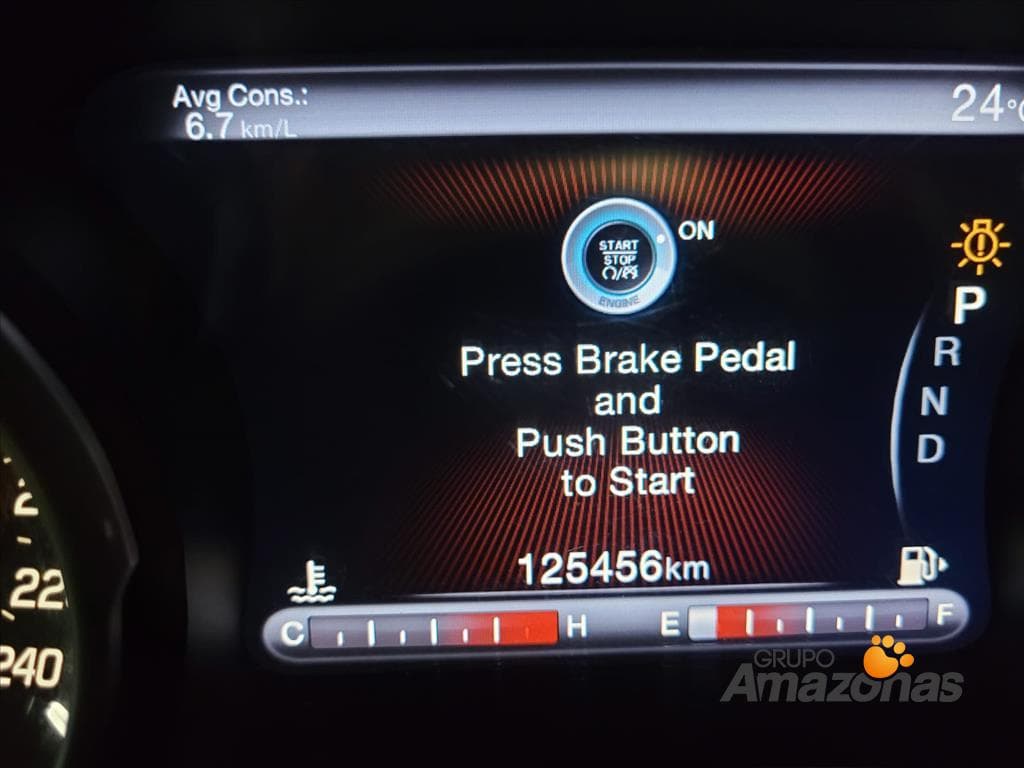 Avg Cons.:
6.7 km/L
24°C
START
STOP
ENGINE
ON
P
R
N
D
Press Brake Pedal
and
Push Button
to Start
125456km
C
H
E
F
22
240
GRUPO
Amazonas